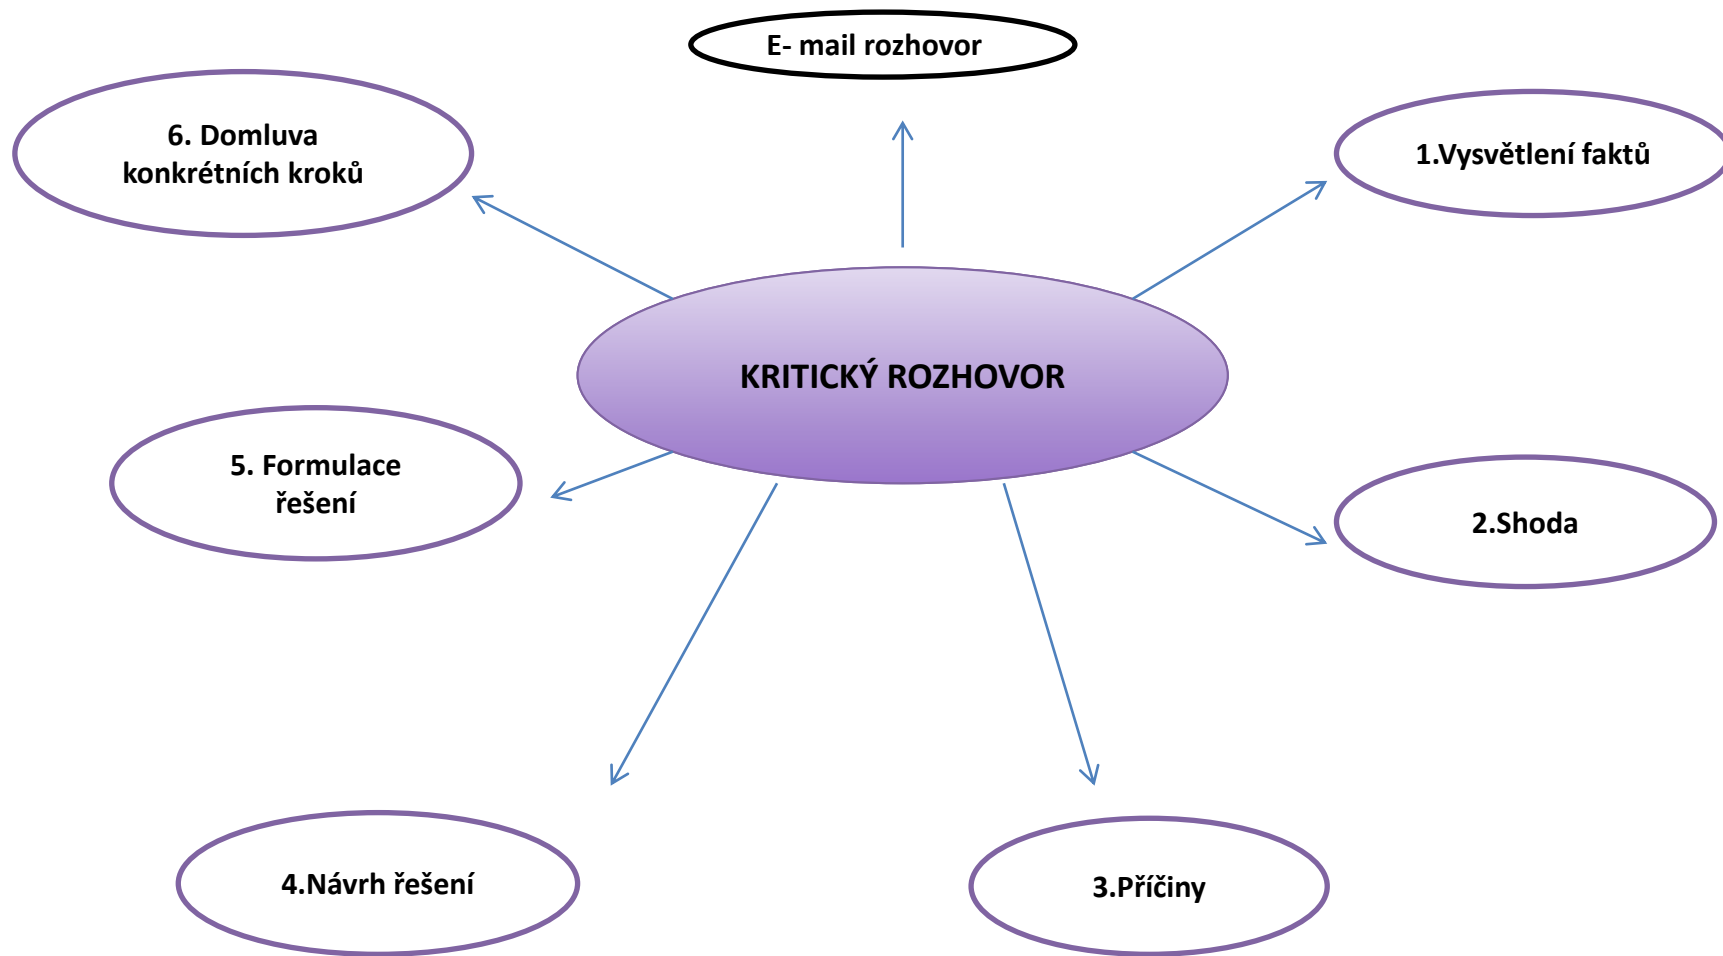 E- mail rozhovor
6. Domluva
konkrétních kroků
1.Vysvětlení faktů
KRITICKÝ ROZHOVOR
5. Formulace
řešení
2.Shoda
4.Návrh řešení
3.Příčiny